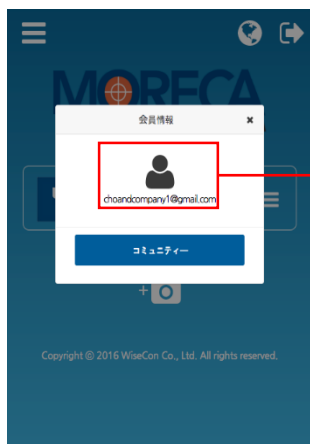 MORECA
会員情報 ×
choandcompany1@gmail.com
コミュニティー
+
Copyright © 2016 WiseCon Co., Ltd. All rights reserved.